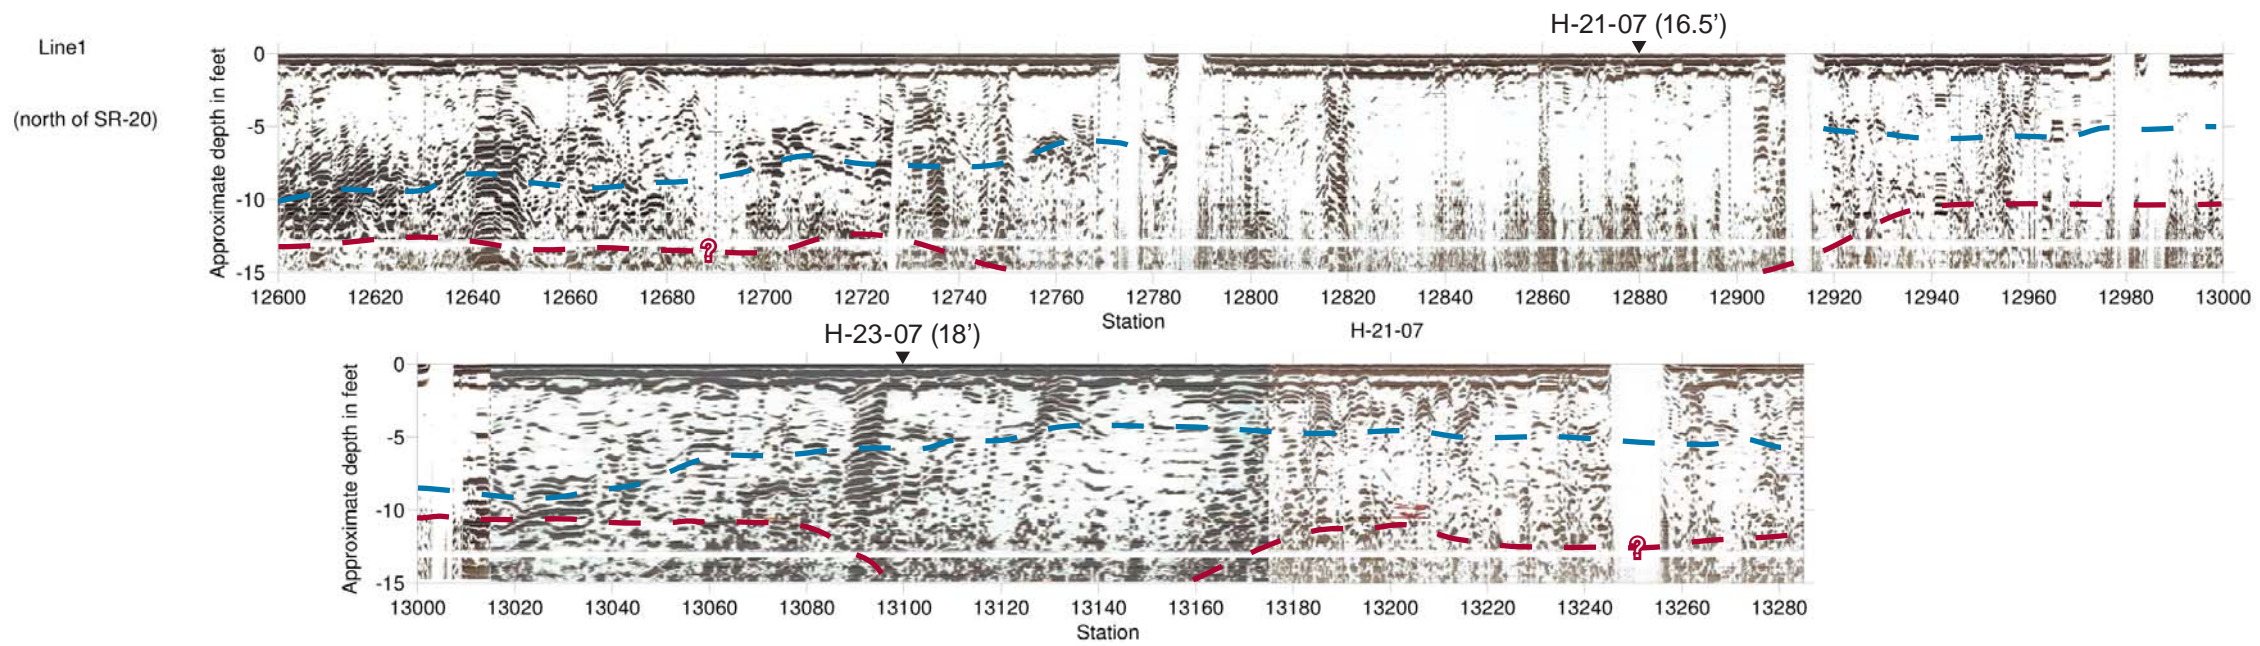 H-21-07 (16.5’)
Line1
(north of SR-20)
Approximate depth in feet
0
-5
-10
-15
?
12600 12620 12640 12660 12680 12700 12720 12740 12760 12780 12800 12820 12840 12860 12880 12900 12920 12940 12960 12980 13000
Station
H-23-07 (18’)
H-21-07
Approximate depth in feet
0
-5
-10
-15
?
13000 13020 13040 13060 13080 13100 13120 13140 13160 13180 13200 13220 13240 13260 13280
Station